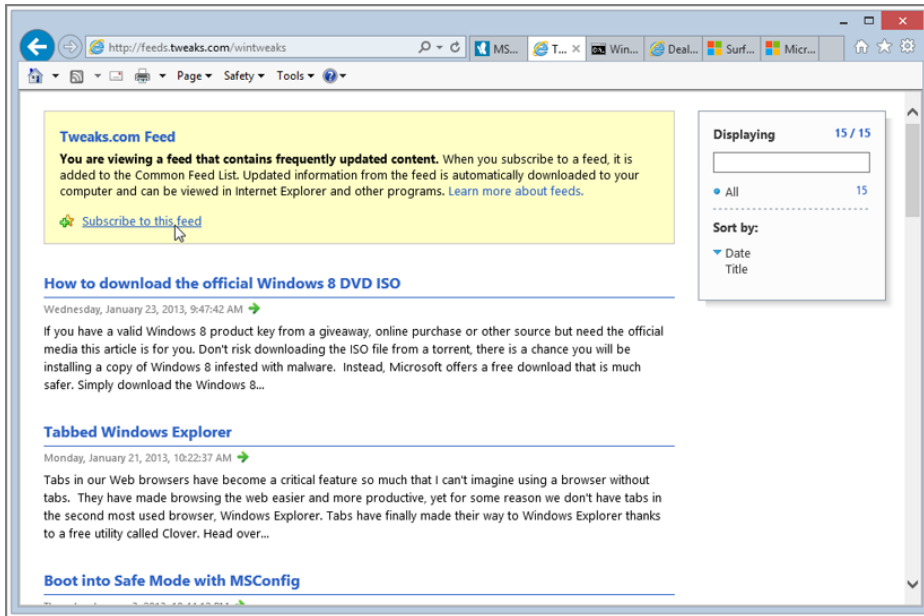 http://feeds.tweaks.com/wintweaks
MS...
T...
Win...
Deal...
Surf...
Micr...
Page Safety Tools
Tweaks.com Feed
You are viewing a feed that contains frequently updated content. When you subscribe to a feed, it is
added to the Common Feed List. Updated information from the feed is automatically downloaded to your
computer and can be viewed in Internet Explorer and other programs. Learn more about feeds.
Subscribe to this feed
Displaying 15 / 15
All 15
Sort by:
Date
Title
How to download the official Windows 8 DVD ISO
Wednesday, January 23, 2013, 9:47:42 AM
If you have a valid Windows 8 product key from a giveaway, online purchase or other source but need the official
media this article is for you. Don't risk downloading the ISO file from a torrent, there is a chance you will be
installing a copy of Windows 8 infested with malware. Instead, Microsoft offers a free download that is much
safer. Simply download the Windows 8...
Tabbed Windows Explorer
Monday, January 21, 2013, 10:22:37 AM
Tabs in our Web browsers have become a critical feature so much that I can't imagine using a browser without
tabs. They have made browsing the web easier and more productive, yet for some reason we don't have tabs in
the second most used browser, Windows Explorer. Tabs have finally made their way to Windows Explorer thanks
to a free utility called Clover. Head over...
Boot into Safe Mode with MSConfig